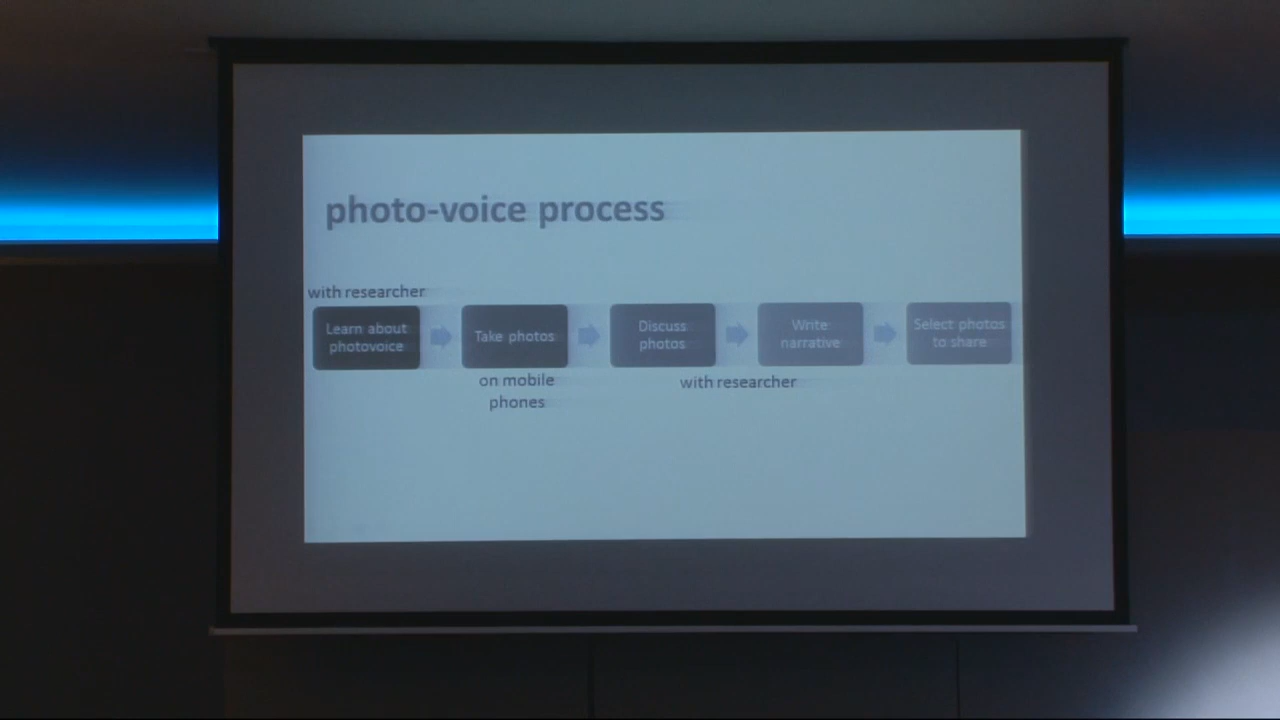 photo-voice process
with researcher
Learn about
photovoice
Take photos
on mobile
phones
Discuss
photos
Write
narrative
with researcher
Select photos
to share